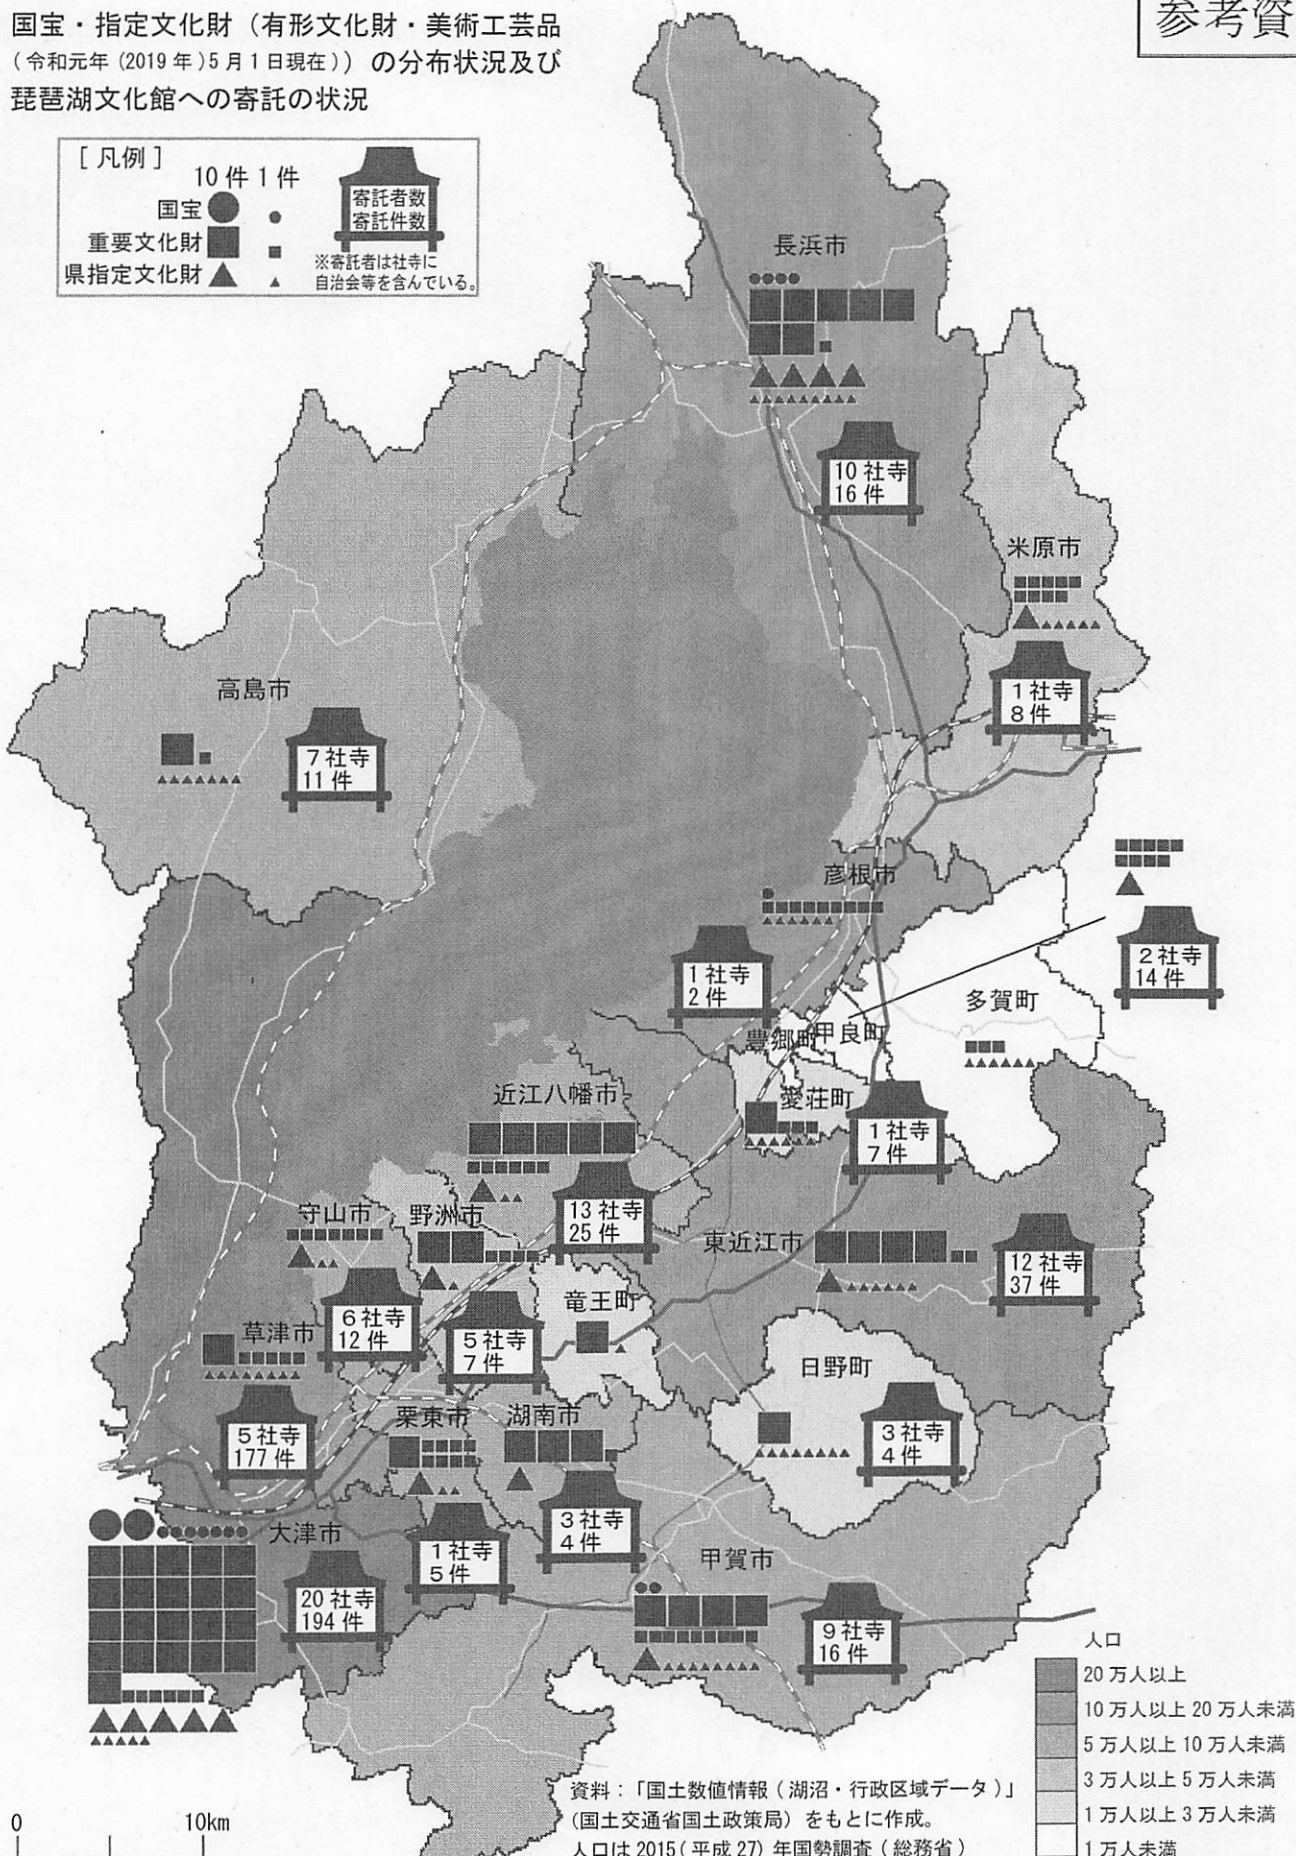 国宝・指定文化財（有形文化財・美術工芸品
（令和元年(2019年)5月1日現在））の分布状況及び
琵琶湖文化館への寄託の状況
参考資
[凡例]
10件 1件
国宝
重要文化財
県指定文化財
寄託者数
寄託件数
※寄託者は社寺に
自治会等を含んでいる。
長浜市
10社寺
16件
米原市
1社寺
8件
高島市
7社寺
11件
彦根市
1社寺
2件
2社寺
14件
多賀町
豊郷町
甲良町
愛荘町
1社寺
7件
近江八幡市
13社寺
25件
守山市
野洲市
東近江市
12社寺
37件
6社寺
12件
5社寺
7件
竜王町
草津市
5社寺
177件
日野町
3社寺
4件
栗東市
湖南市
3社寺
4件
1社寺
5件
大津市
20社寺
194件
甲賀市
9社寺
16件
人口
20万人以上
10万人以上20万人未満
5万人以上10万人未満
3万人以上5万人未満
1万人以上3万人未満
1万人未満
資料：「国土数値情報（湖沼・行政区域データ）」
（国土交通省国土政策局）をもとに作成。
人口は2015(平成27)年国勢調査（総務省）
0 10km